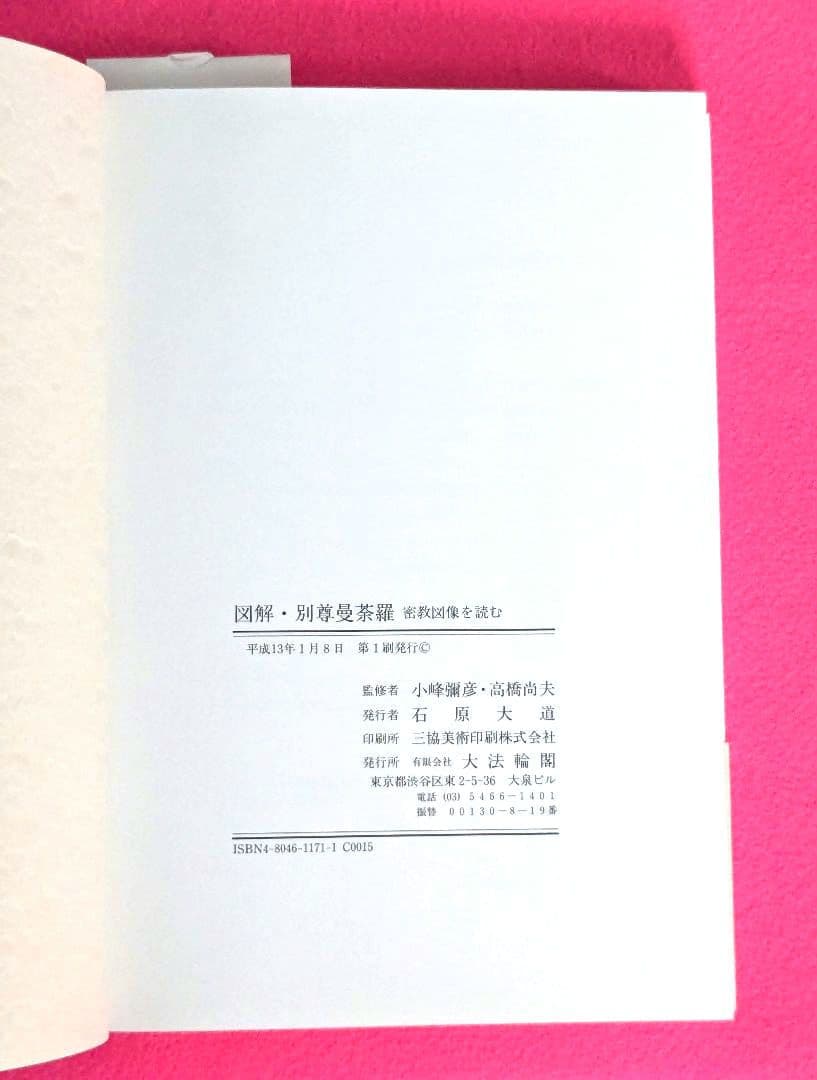 図解・別尊曼荼羅 密教図像を読む
平成13年1月8日 第1刷発行©
監修者 小峰彌彦・高橋尚夫
発行者 石原大道
印刷所 三協美術印刷株式会社
発行所 有限会社 大法輪閣
東京都渋谷区東2-5-36 大泉ビル
電話 (03) 5466-1401
振替 00130-8-19番
ISBN4-8046-1171-1 C0015